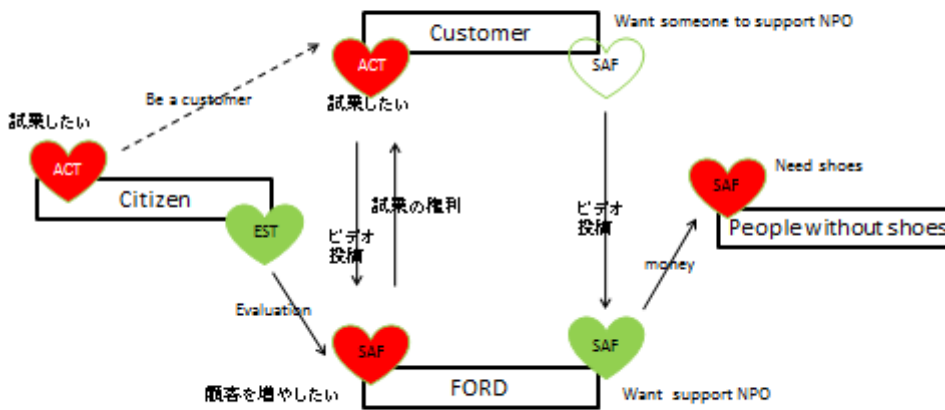 Customer
Want someone to support NPO
ACT
SAF
試乗したい
Be a customer
試乗したい
ACT
Citizen
EST
試乗の権利
ビデオ
投稿
ビデオ
投稿
SAF
Need shoes
People without shoes
money
Evaluation
SAF
SAF
顧客を増やしたい
FORD
Want support NPO